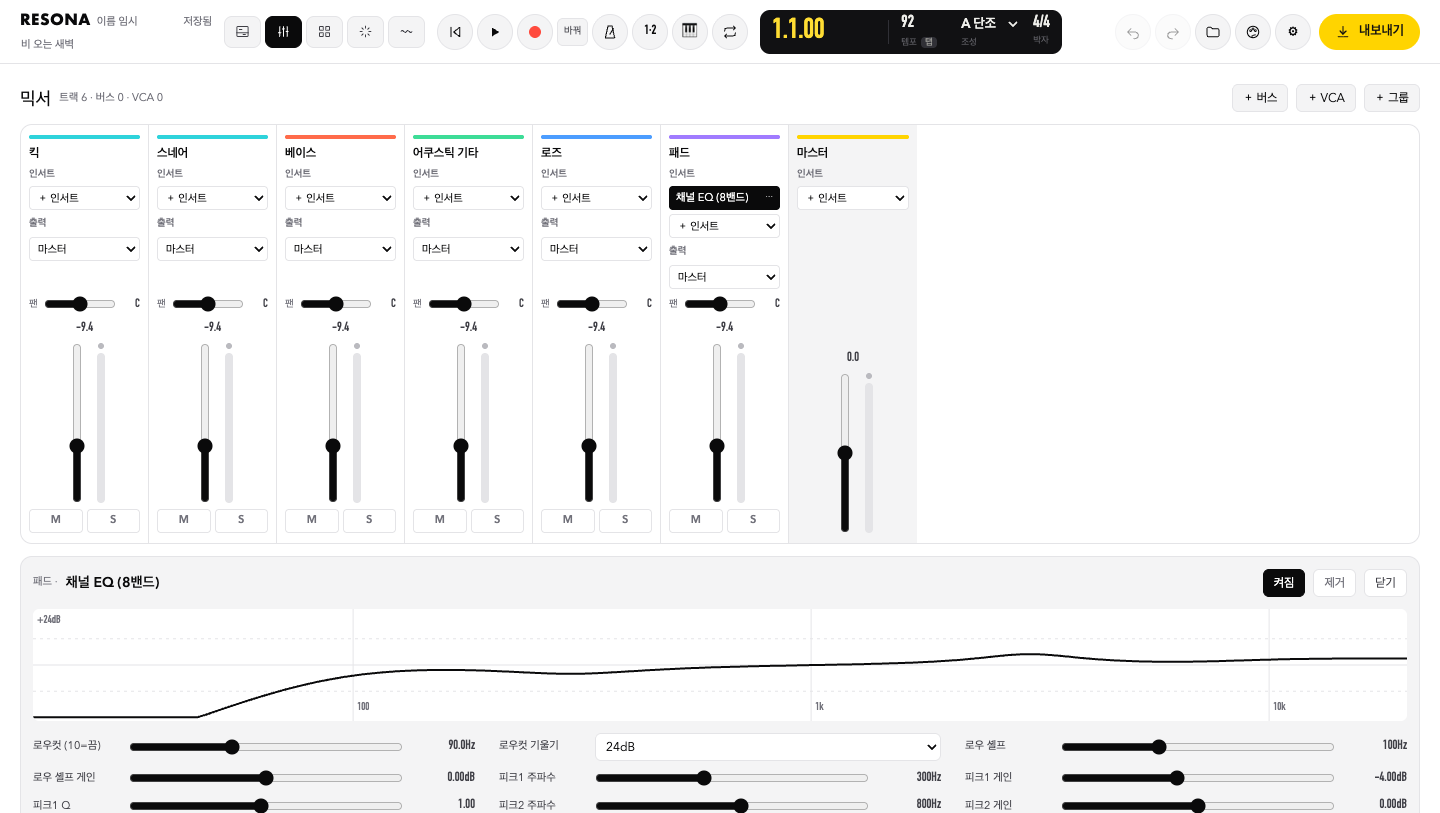 RESONA 이름 임시 저장됨
비 오는 새벽
바꿔
1·2
1.1.00
92
템포 탭
A 단조
조성
4/4
박자
내보내기
믹서 트랙 6 · 버스 0 · VCA 0
+ 버스 + VCA + 그룹
킥 스네어 베이스 어쿠스틱 기타 로즈 패드 마스터
인서트 인서트 인서트 인서트 인서트 인서트 인서트
+ 인서트 + 인서트 + 인서트 + 인서트 + 인서트 채널 EQ (8밴드) ··· + 인서트
출력 출력 출력 출력 출력 + 인서트
마스터 마스터 마스터 마스터 마스터 출력
마스터
팬 C 팬 C 팬 C 팬 C 팬 C 팬 C
-9.4 -9.4 -9.4 -9.4 -9.4 -9.4
0.0
M S M S M S M S M S M S
패드 · 채널 EQ (8밴드) 켜짐 제거 닫기
+24dB
100 1k 10k
로우컷 (10=끔) 90.0Hz 로우컷 기울기 24dB 로우 셸프 100Hz
로우 셸프 게인 0.00dB 피크1 주파수 300Hz 피크1 게인 -4.00dB
피크1 Q 1.00 피크2 주파수 800Hz 피크2 게인 0.00dB